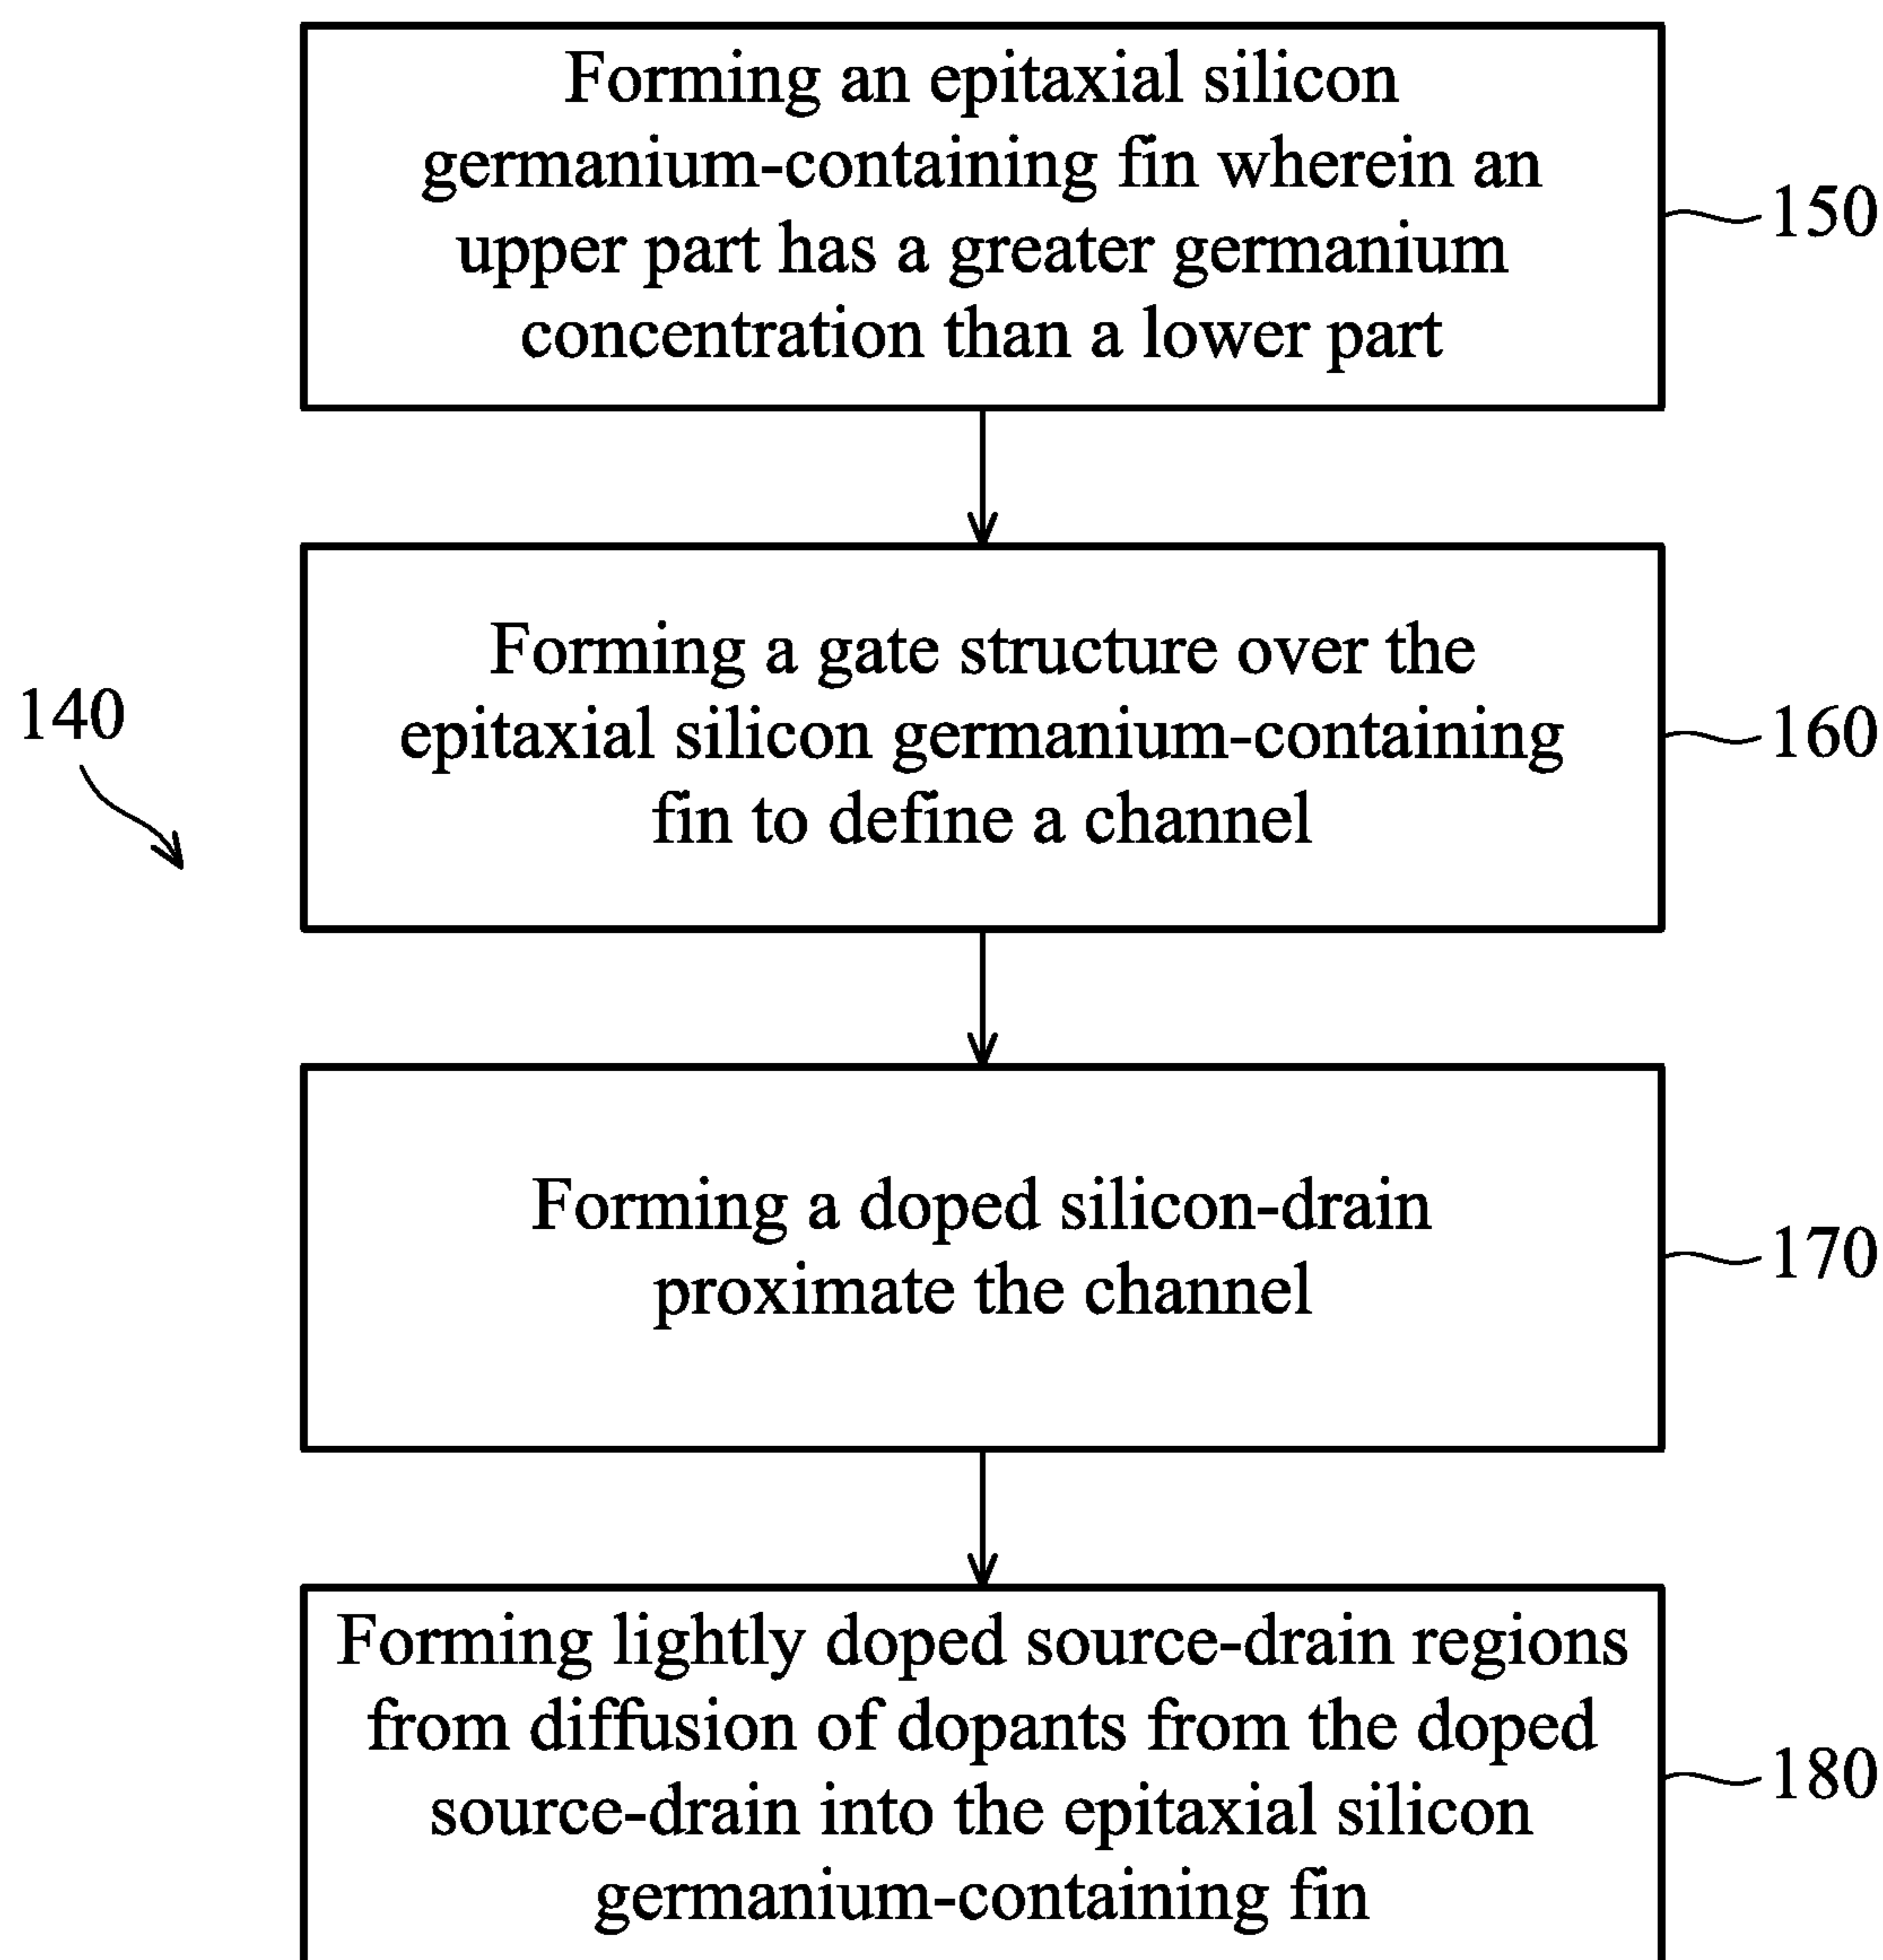 Forming an epitaxial silicon
germanium-containing fin wherein an
upper part has a greater germanium
concentration than a lower part
150
Forming a gate structure over the
epitaxial silicon germanium-containing
fin to define a channel
160
140
Forming a doped silicon-drain
proximate the channel
170
Forming lightly doped source-drain regions
from diffusion of dopants from the doped
source-drain into the epitaxial silicon
germanium-containing fin
180